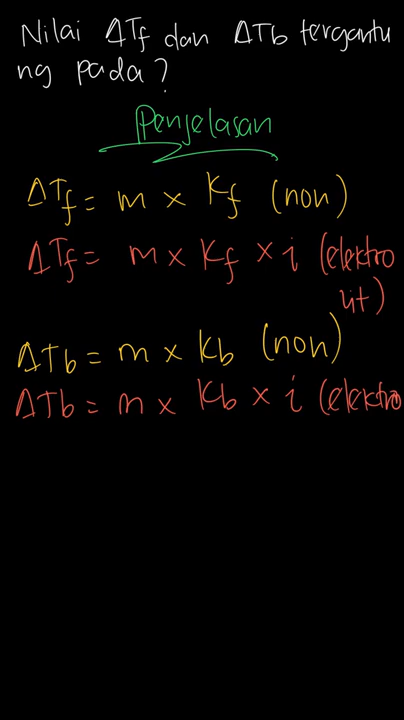 Nilai ΔTf dan ΔTb tergantu
ng pada?
Penjelasan
ΔTf = m × Kf (non)
ΔTf = m × Kf × i (elektro
lit)
ΔTb = m × Kb (non)
ΔTb = m × Kb × i (elektro